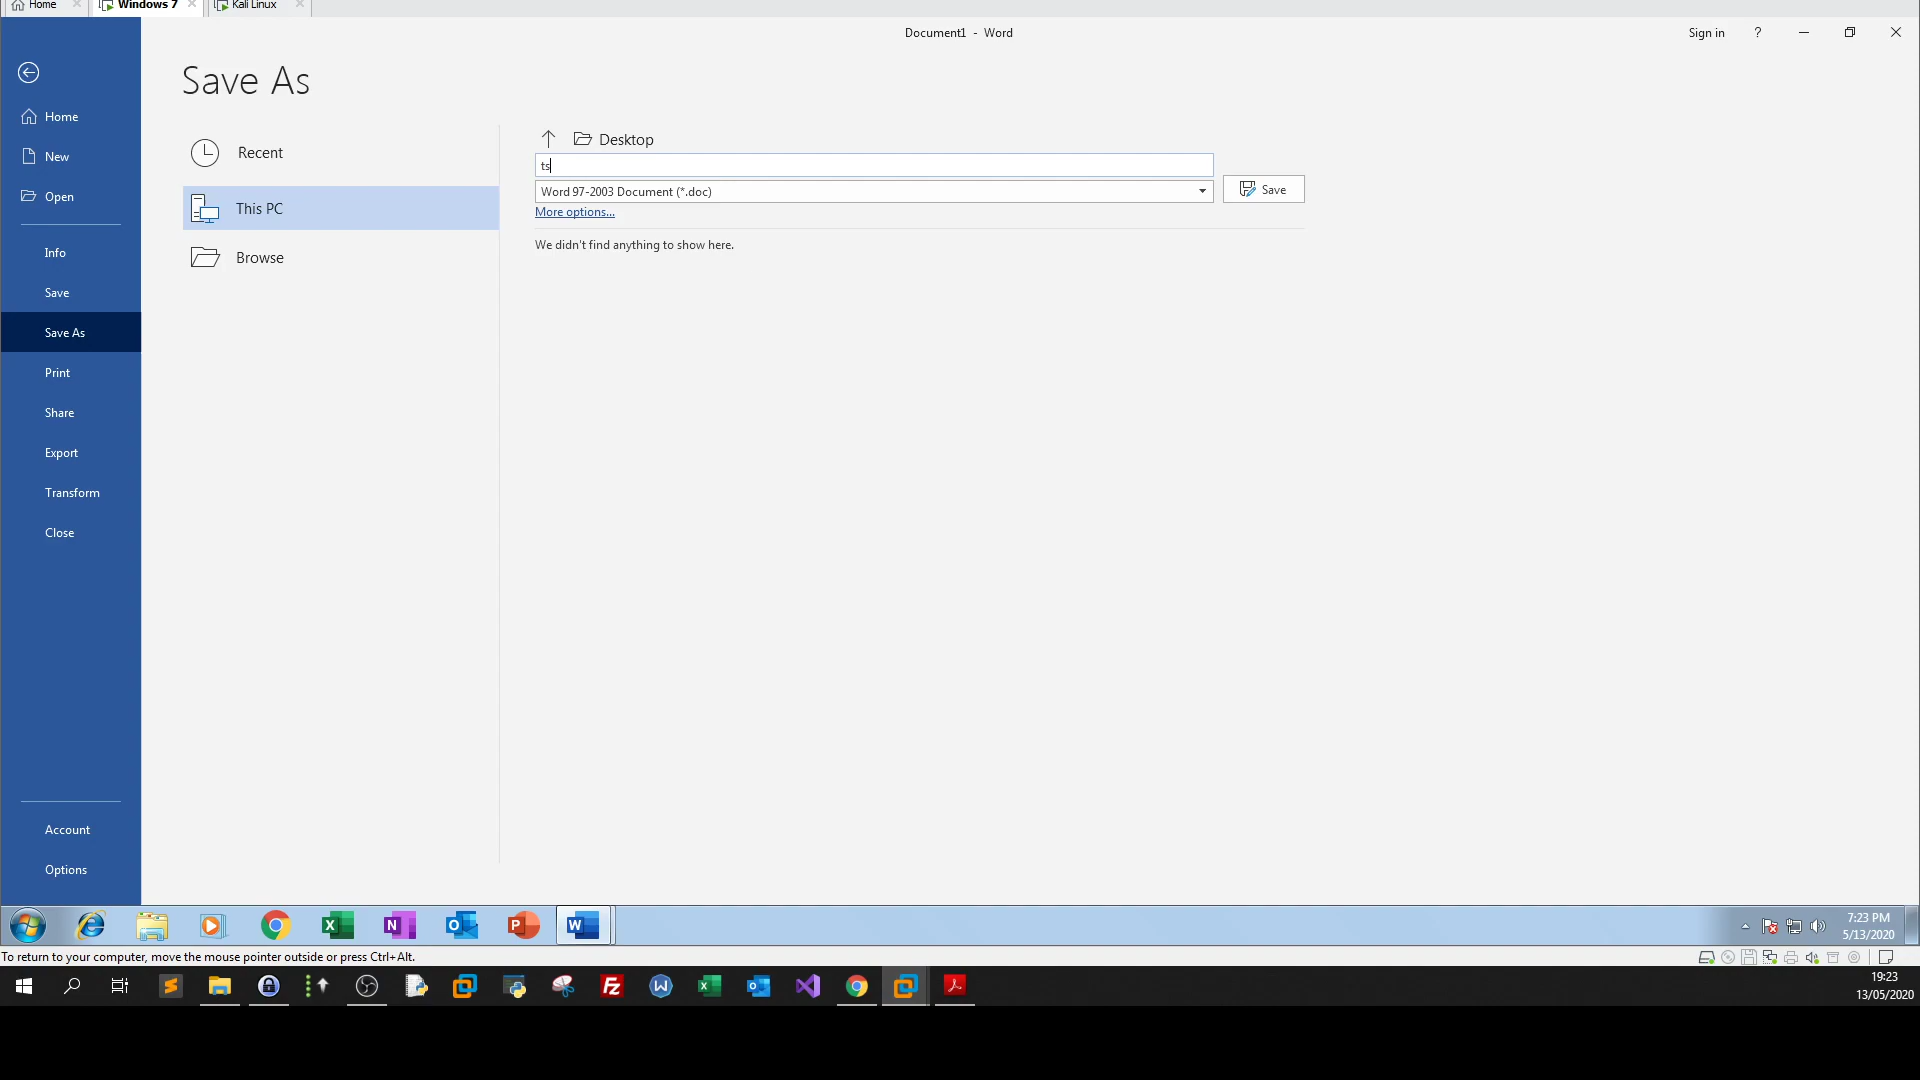 Home
Windows 7
Kali Linux
Document1 - Word
Sign in
?
Save As
Home
New
Open
Info
Save
Save As
Print
Share
Export
Transform
Close
Account
Options
Recent
This PC
Browse
Desktop
ts
Word 97-2003 Document (*.doc)
Save
More options...
We didn't find anything to show here.
7:23 PM
5/13/2020
To return to your computer, move the mouse pointer outside or press Ctrl+Alt.
19:23
13/05/2020